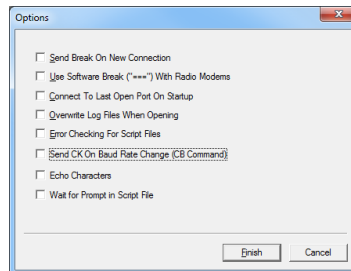 Options
Send Break On New Connection
Use Software Break ("===") With Radio Modems
Connect To Last Open Port On Startup
Overwrite Log Files When Opening
Error Checking For Script Files
Send CK On Baud Rate Change (CB Command)
Echo Characters
Wait for Prompt in Script File
Finish Cancel